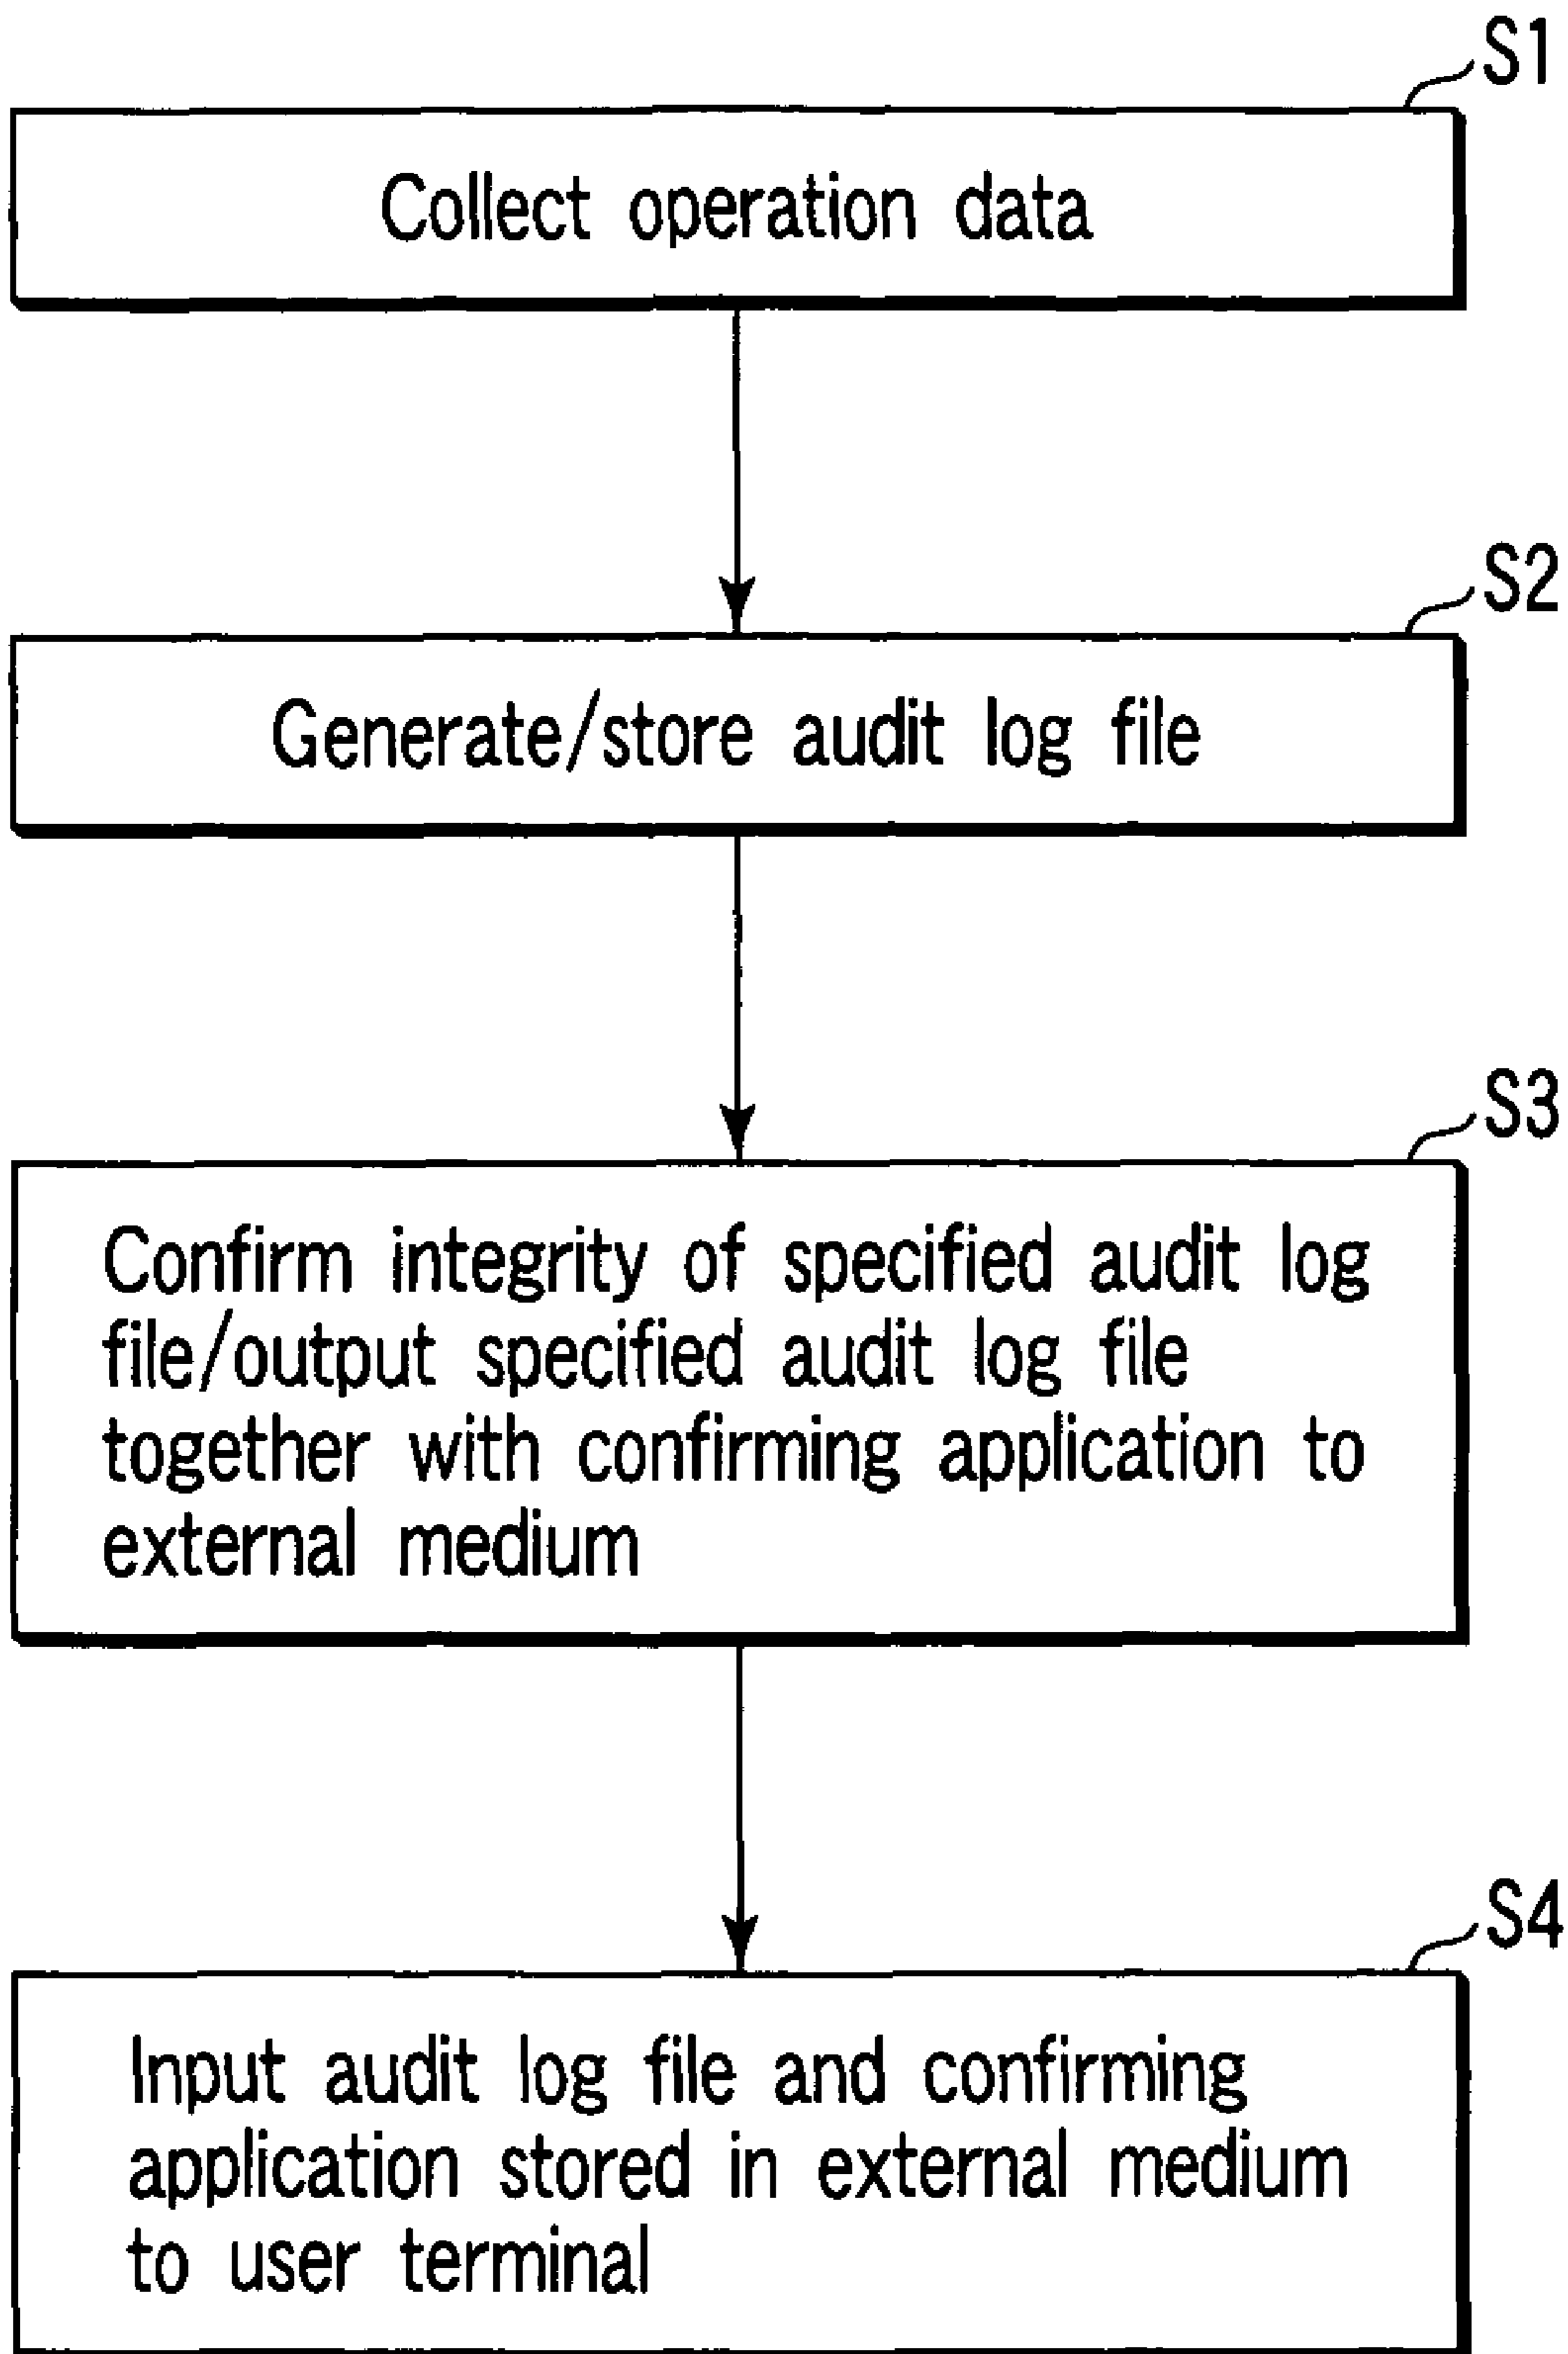 S1
Collect operation data
S2
Generate/store audit log file
S3
Confirm integrity of specified audit log
file/output specified audit log file
together with confirming application to
external medium
S4
Input audit log file and confirming
application stored in external medium
to user terminal